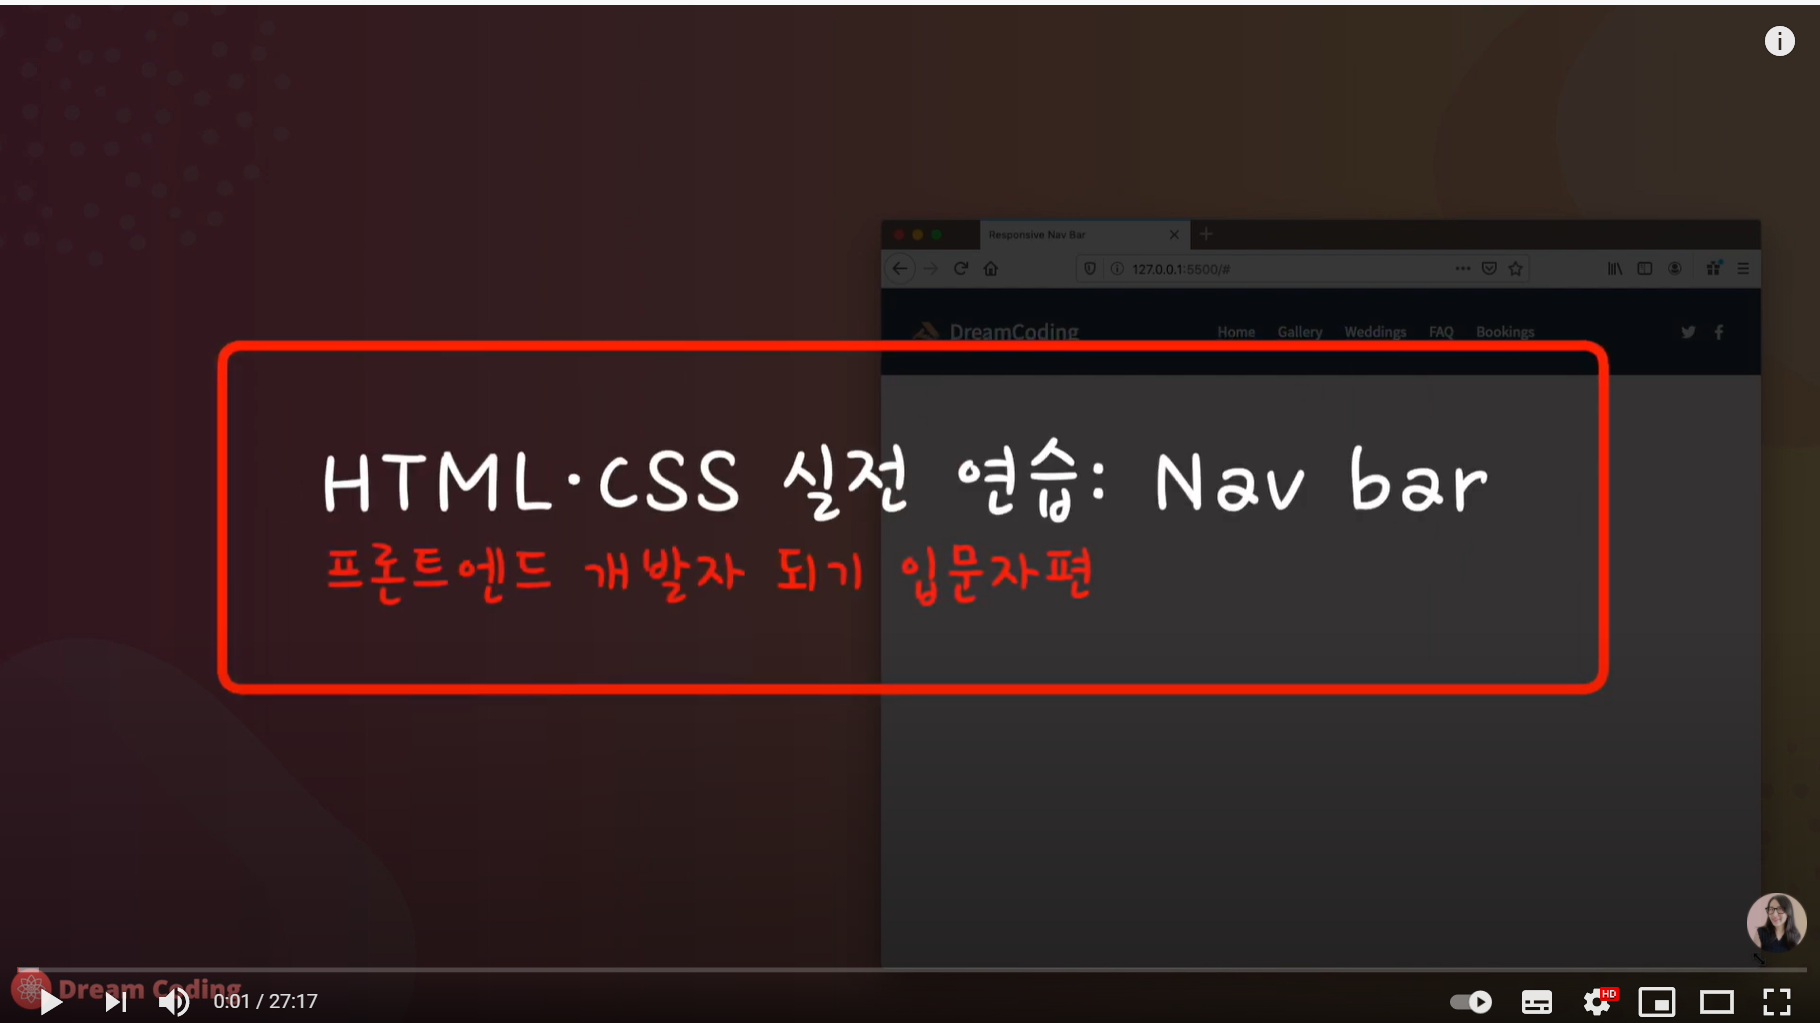 Responsive Nav Bar
127.0.0.1:5500/#
DreamCoding Home Gallery Weddings FAQ Bookings
HTML·CSS 실전 연습: Nav bar
프론트엔드 개발자 되기 입문자편
Dream Coding
0:01 / 27:17
HD